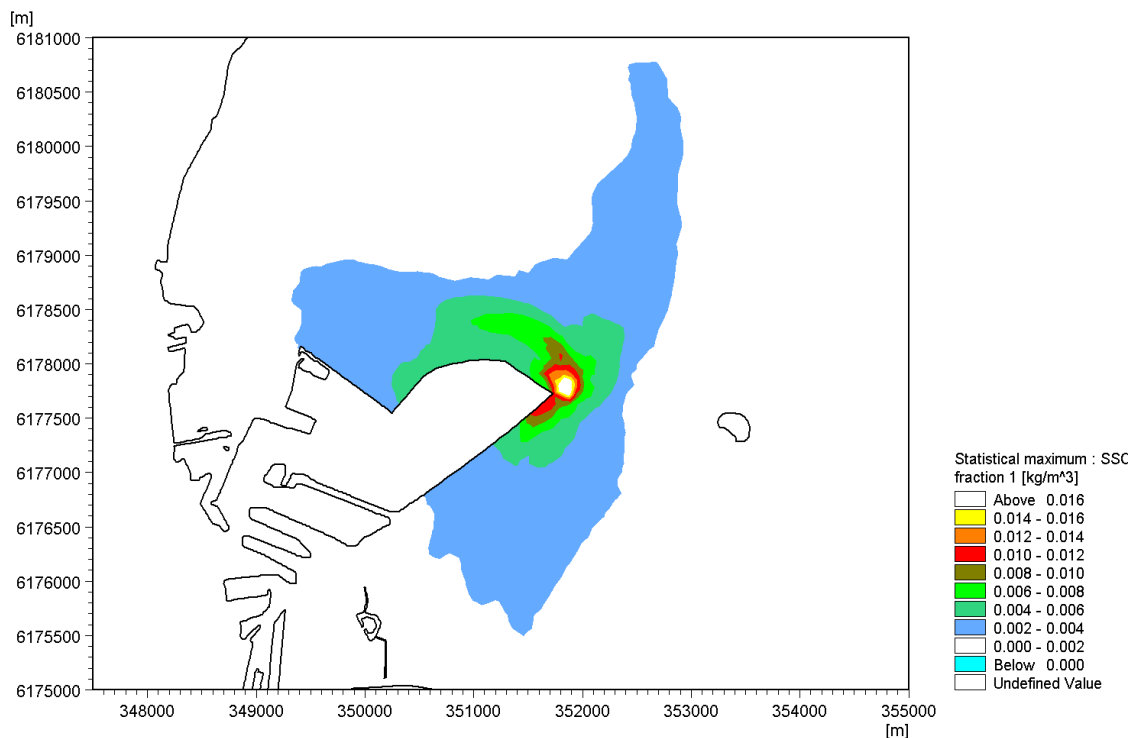 [m]
6181000
6180500
6180000
6179500
6179000
6178500
6178000
6177500
6177000
6176500
6176000
6175500
6175000
348000 349000 350000 351000 352000 353000 354000 355000
[m]
Statistical maximum : SSC
fraction 1 [kg/m^3]
Above 0.016
0.014 - 0.016
0.012 - 0.014
0.010 - 0.012
0.008 - 0.010
0.006 - 0.008
0.004 - 0.006
0.002 - 0.004
0.000 - 0.002
Below 0.000
Undefined Value